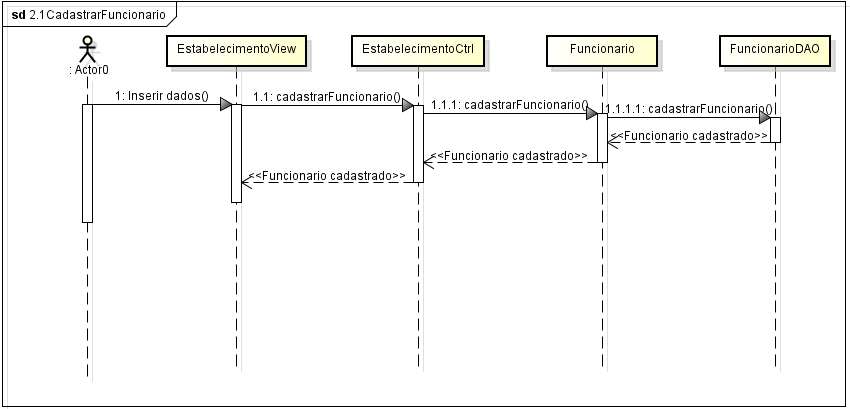 sd 2.1CadastrarFuncionario
: Actor0
EstabelecimentoView
EstabelecimentoCtrl
Funcionario
FuncionarioDAO
1: Inserir dados()
1.1: cadastrarFuncionario()
1.1.1: cadastrarFuncionario()
1.1.1.1: cadastrarFuncionario()
<<Funcionario cadastrado>>
<<Funcionario cadastrado>>
<<Funcionario cadastrado>>